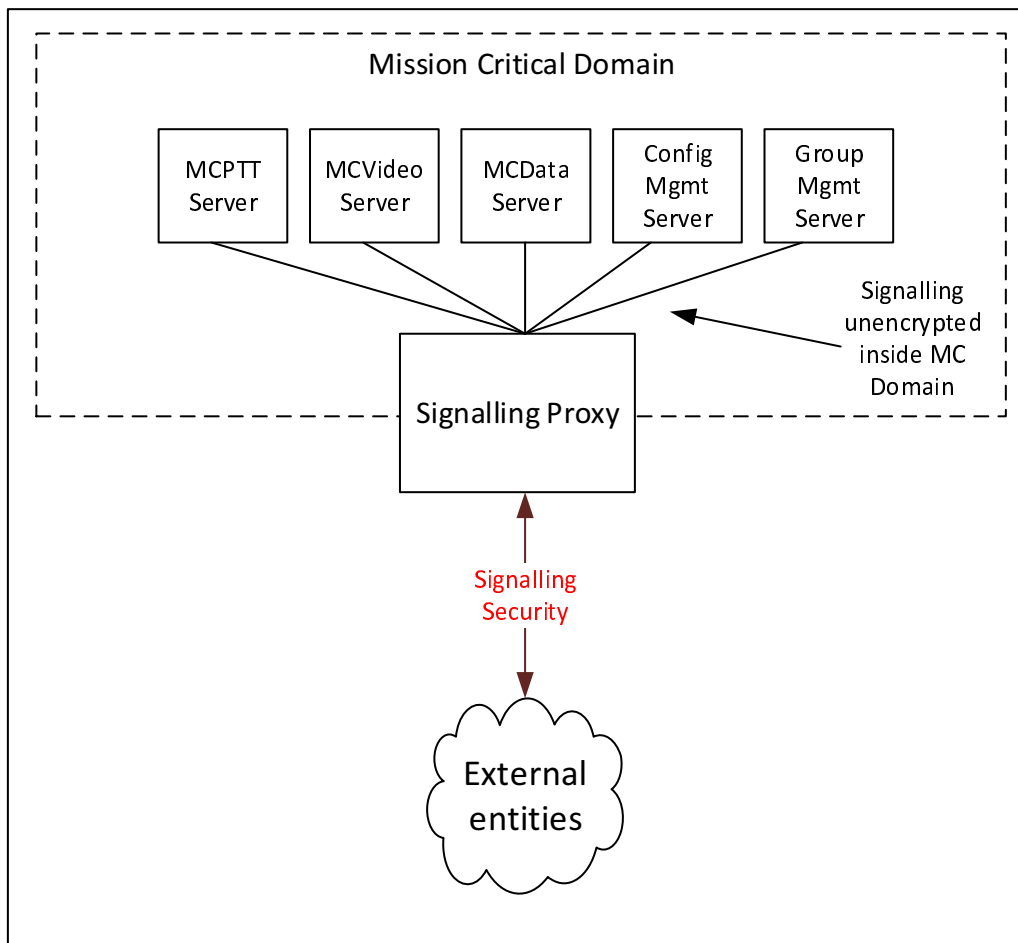 Mission Critical Domain
MCPTT
Server
MCVideo
Server
MCData
Server
Config
Mgmt
Server
Group
Mgmt
Server
Signalling
unencrypted
inside MC
Domain
Signalling Proxy
Signalling
Security
External
entities